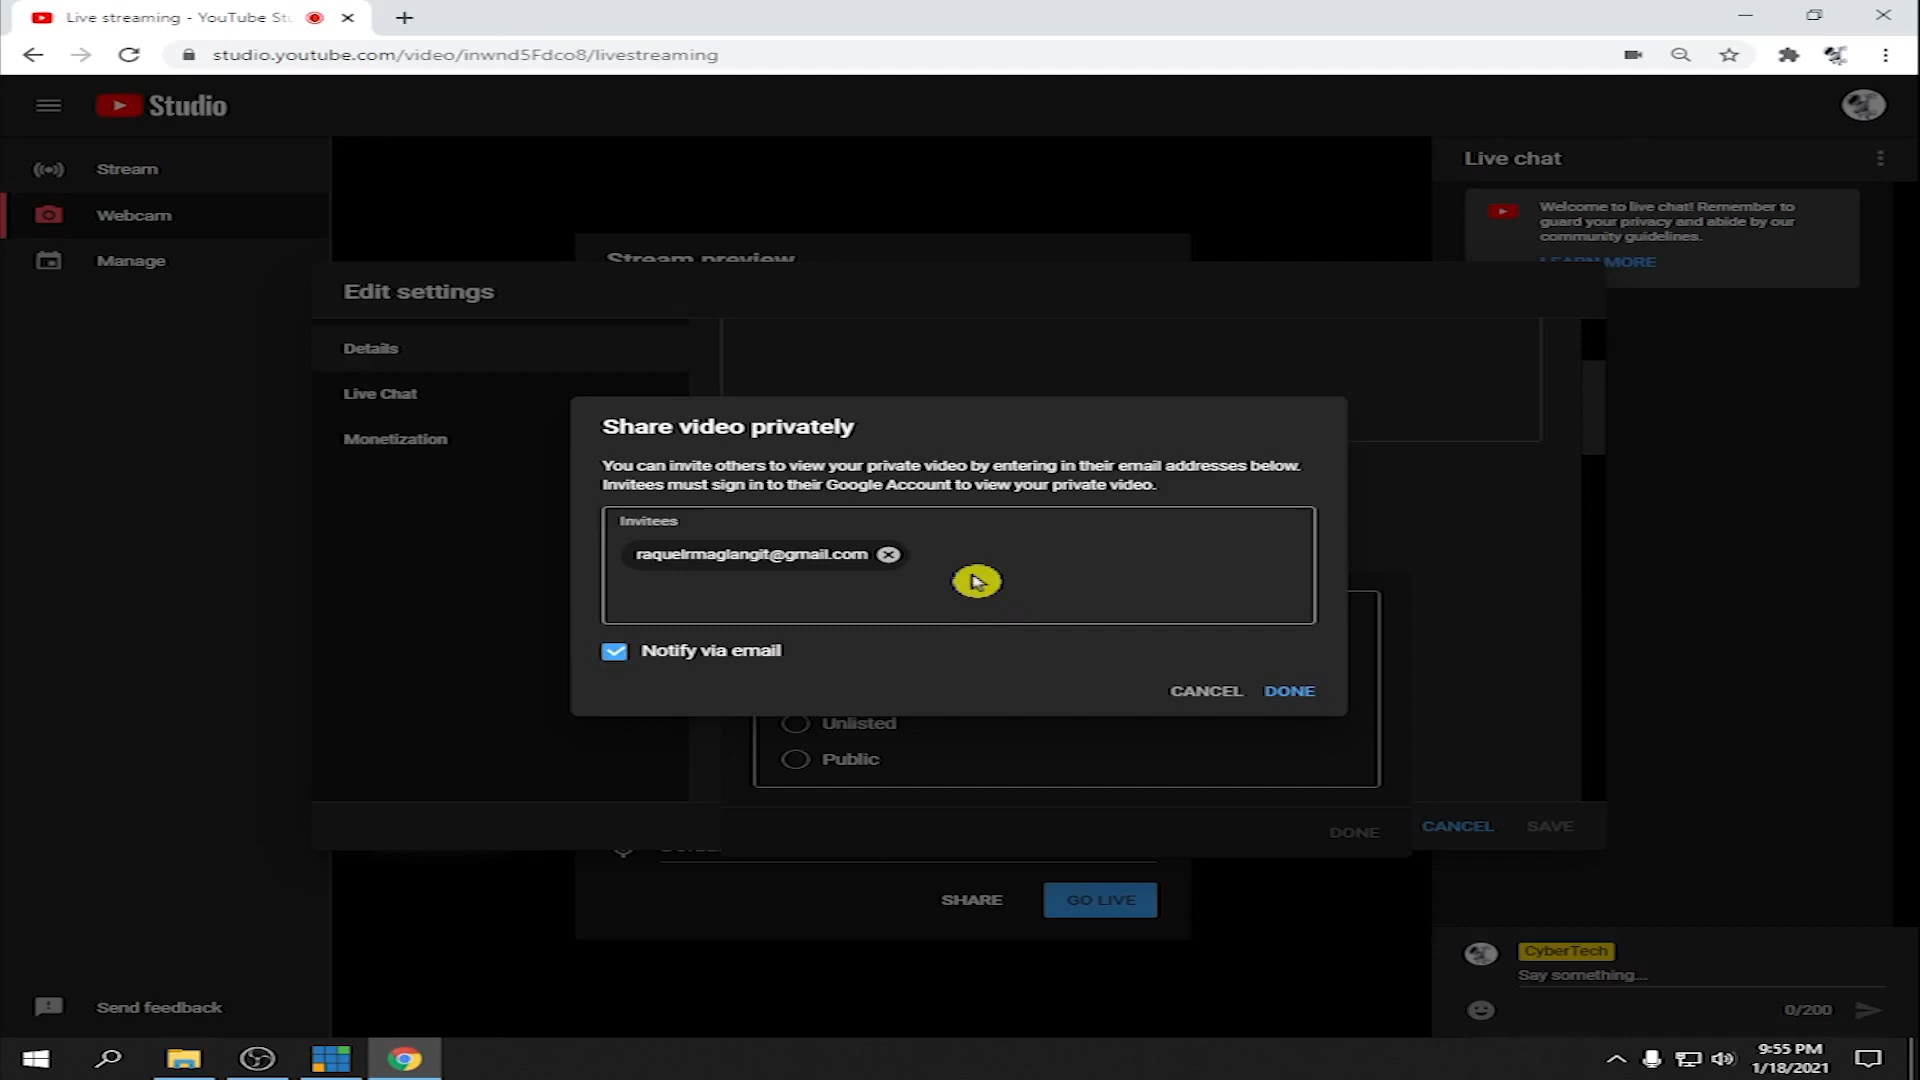 Live streaming - YouTube Stu
studio.youtube.com/video/inwnd5Fdco8/livestreaming
Studio
Stream
Webcam
Manage
Send feedback
Stream preview
Edit settings
Details
Live Chat
Monetization
Share video privately
You can invite others to view your private video by entering in their email addresses below.
Invitees must sign in to their Google Account to view your private video.
Invitees
raquelrmaglangit@gmail.com
Notify via email
CANCEL DONE
Unlisted
Public
DONE
CANCEL SAVE
SHARE GO LIVE
Live chat
Welcome to live chat! Remember to
guard your privacy and abide by our
community guidelines.
LEARN MORE
CyberTech
Say something...
0/200
9:55 PM
1/18/2021